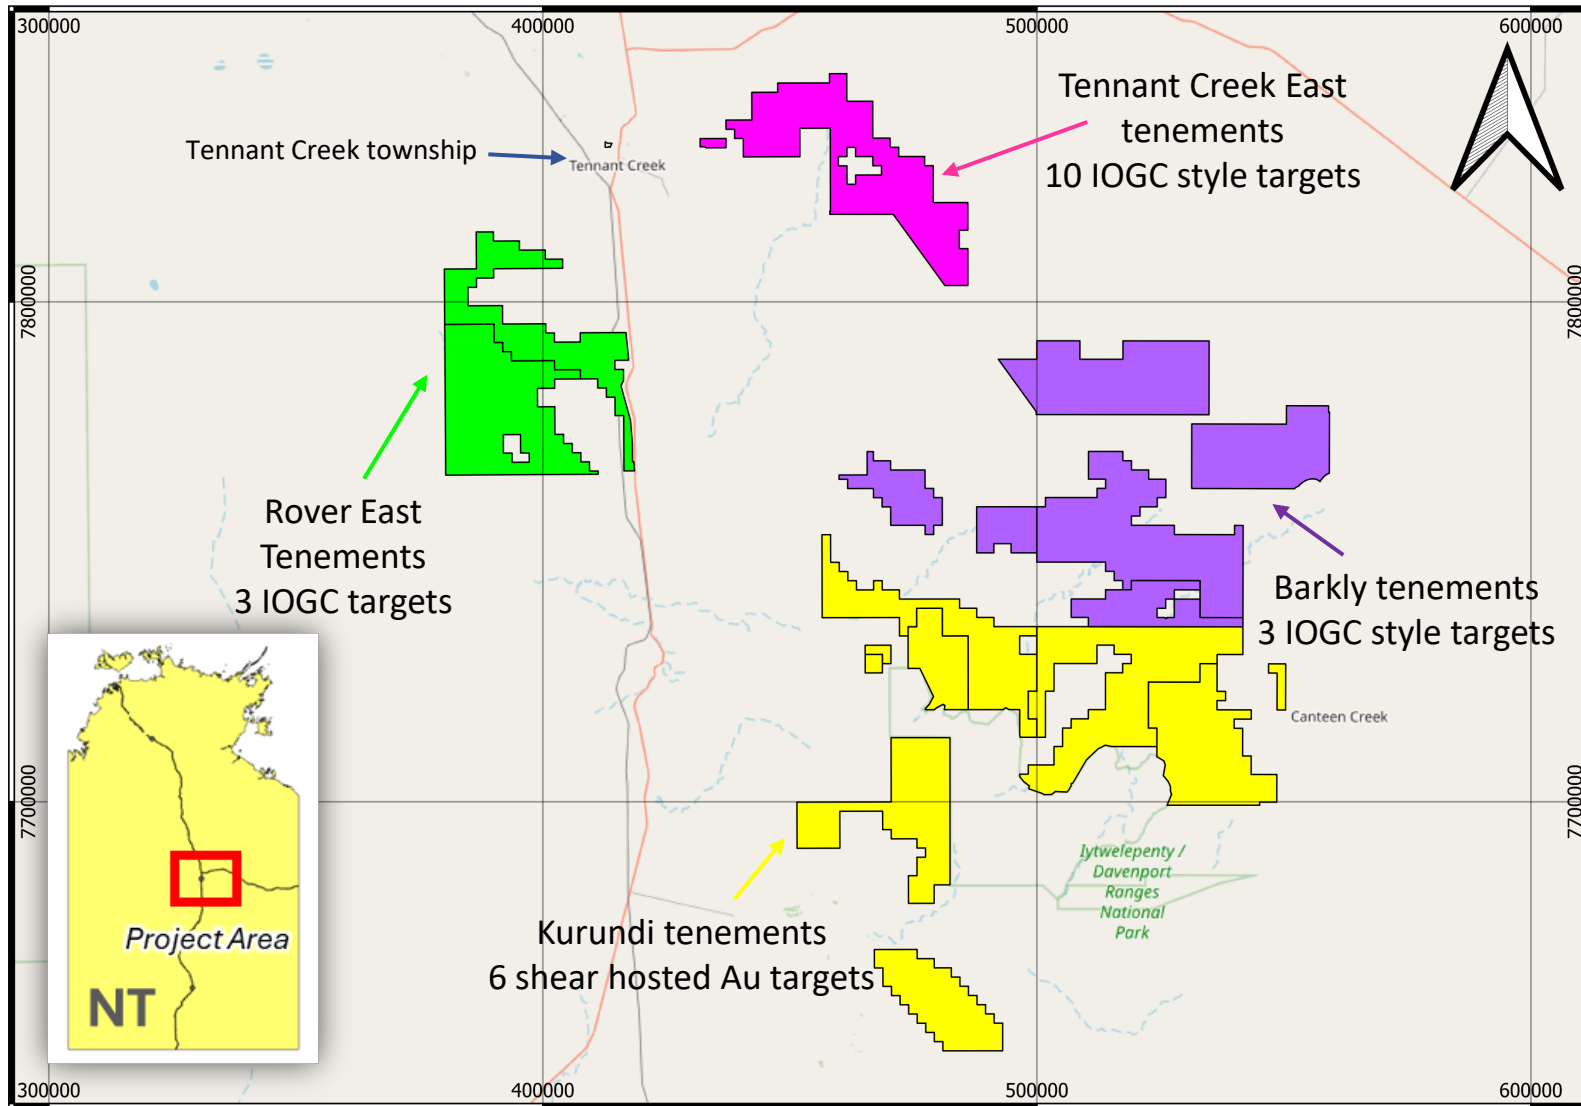 300000
400000
500000
600000
Tennant Creek East
tenements
10 IOGC style targets
Tennant Creek township
Tennant Creek
7800000
7800000
Rover East
Tenements
3 IOGC targets
Barkly tenements
3 IOGC style targets
Canteen Creek
7700000
7700000
Iytwelepenty /
Davenport
Ranges
National
Park
Kurundi tenements
6 shear hosted Au targets
Project Area
NT
300000
400000
500000
600000